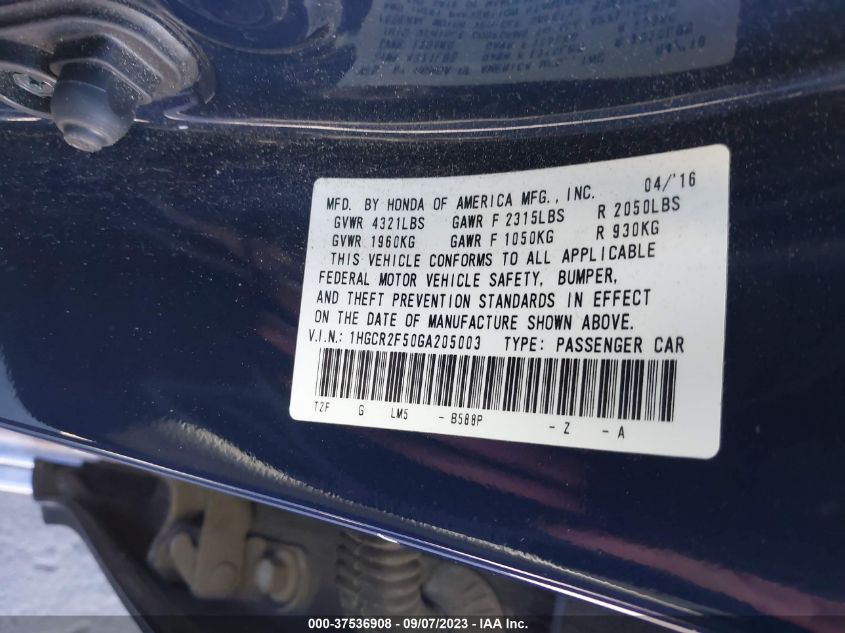 MFD. BY HONDA OF AMERICA MFG., INC. 04/'16
GVWR 4321LBS GAWR F 2315LBS R 2050LBS
GVWR 1960KG GAWR F 1050KG R 930KG
THIS VEHICLE CONFORMS TO ALL APPLICABLE
FEDERAL MOTOR VEHICLE SAFETY, BUMPER,
AND THEFT PREVENTION STANDARDS IN EFFECT
ON THE DATE OF MANUFACTURE SHOWN ABOVE.
V.I.N.: 1HGCR2F50GA205003 TYPE: PASSENGER CAR
T2F G LM5 - B588P - Z - A
000-37536908 - 09/07/2023 - IAA Inc.